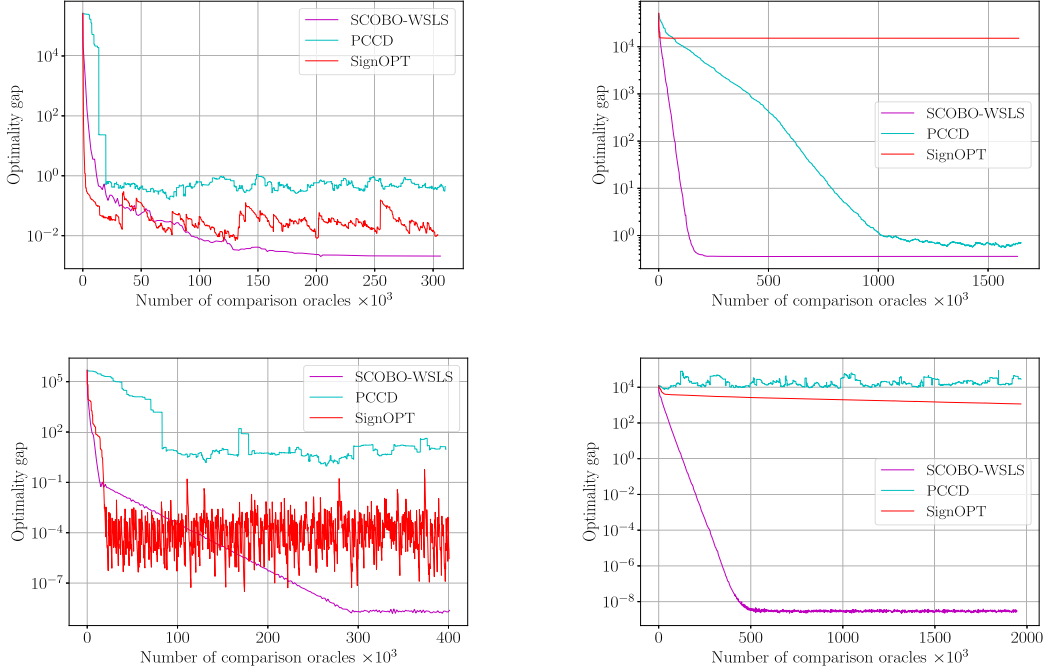 SCOBO-WSLS
PCCD
SignOPT
Optimality gap
10^4
10^2
10^0
10^{-2}
0 50 100 150 200 250 300
Number of comparison oracles ×10^3
SCOBO-WSLS
PCCD
SignOPT
Optimality gap
10^4
10^3
10^2
10^1
10^0
0 500 1000 1500
Number of comparison oracles ×10^3
SCOBO-WSLS
PCCD
SignOPT
Optimality gap
10^5
10^2
10^{-1}
10^{-4}
10^{-7}
0 100 200 300 400
Number of comparison oracles ×10^3
SCOBO-WSLS
PCCD
SignOPT
Optimality gap
10^4
10^2
10^0
10^{-2}
10^{-4}
10^{-6}
10^{-8}
0 500 1000 1500 2000
Number of comparison oracles ×10^3